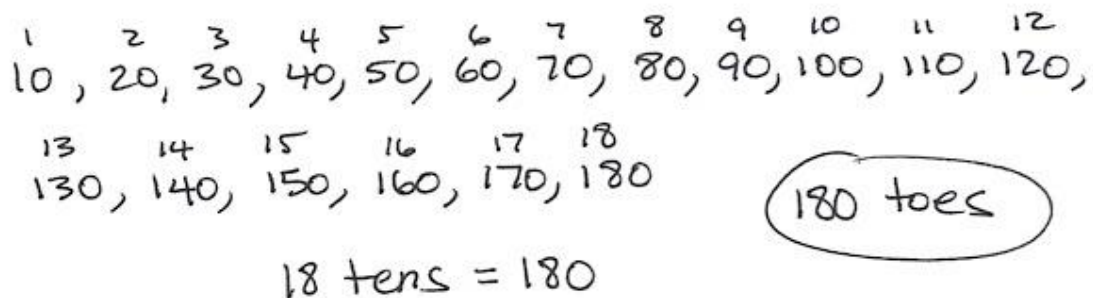 1 2 3 4 5 6 7 8 9 10 11 12
10, 20, 30, 40, 50, 60, 70, 80, 90, 100, 110, 120,
13 14 15 16 17 18
130, 140, 150, 160, 170, 180
180 toes
18 tens = 180